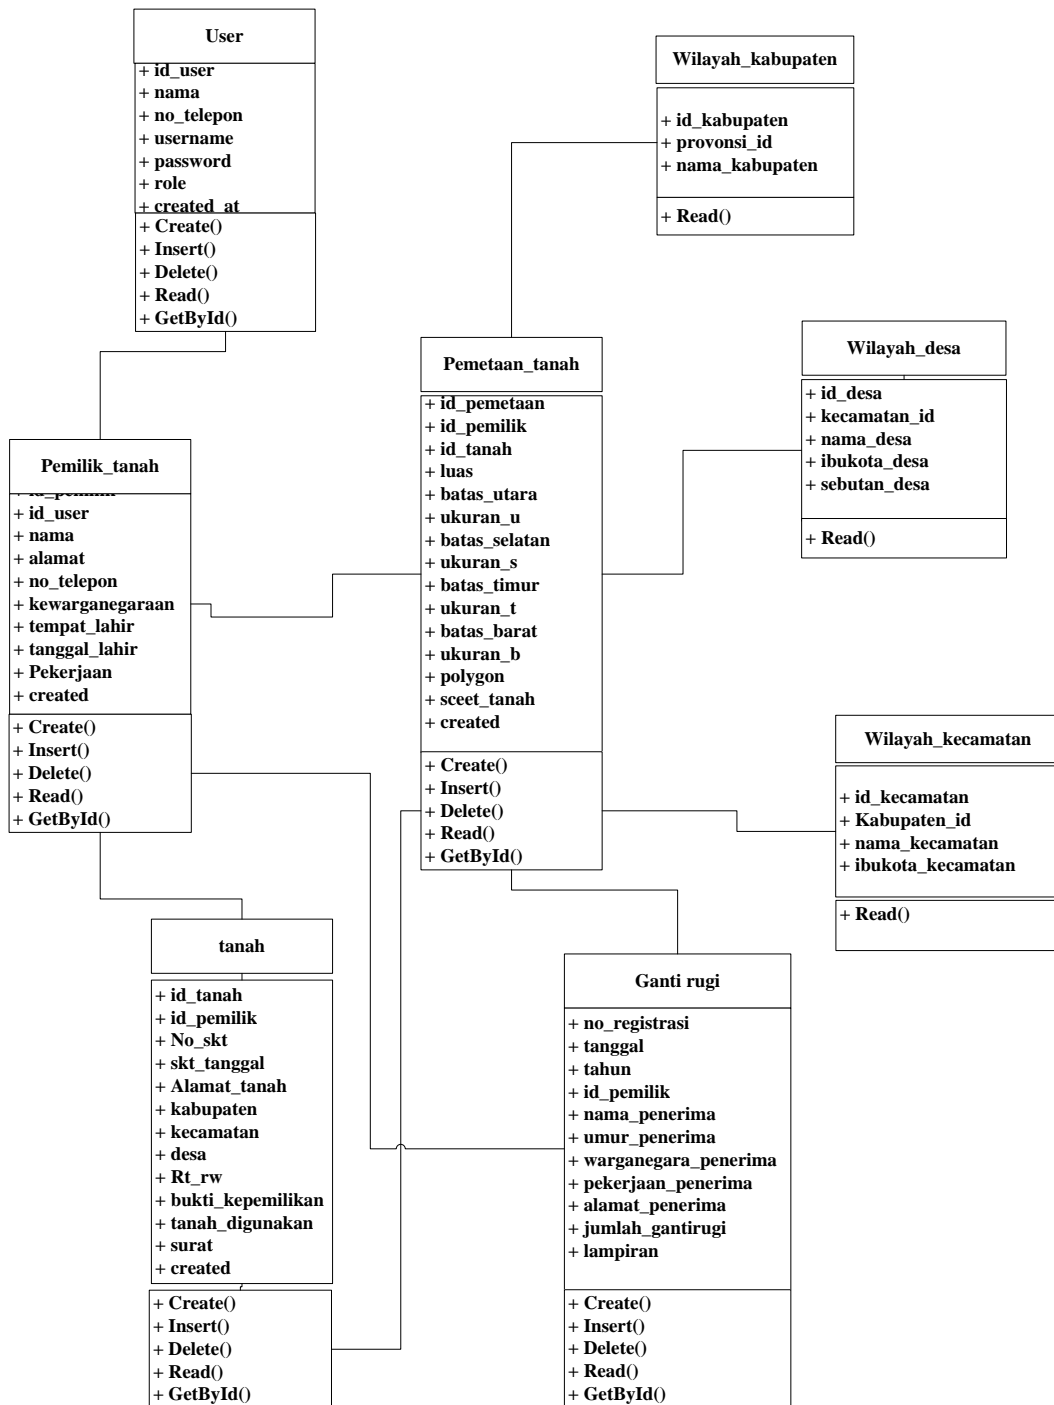 User
+ id_user
+ nama
+ no_telepon
+ username
+ password
+ role
+ created_at
+ Create()
+ Insert()
+ Delete()
+ Read()
+ GetById()
Wilayah_kabupaten
+ id_kabupaten
+ provonsi_id
+ nama_kabupaten
+ Read()
Pemetaan_tanah
+ id_pemetaan
+ id_pemilik
+ id_tanah
+ luas
+ batas_utara
+ ukuran_u
+ batas_selatan
+ ukuran_s
+ batas_timur
+ ukuran_t
+ batas_barat
+ ukuran_b
+ polygon
+ sceet_tanah
+ created
+ Create()
+ Insert()
+ Delete()
+ Read()
+ GetById()
Wilayah_desa
+ id_desa
+ kecamatan_id
+ nama_desa
+ ibukota_desa
+ sebutan_desa
+ Read()
Pemilik_tanah
+ id_pemilik
+ id_user
+ nama
+ alamat
+ no_telepon
+ kewarganegaraan
+ tempat_lahir
+ tanggal_lahir
+ Pekerjaan
+ created
+ Create()
+ Insert()
+ Delete()
+ Read()
+ GetById()
Wilayah_kecamatan
+ id_kecamatan
+ Kabupaten_id
+ nama_kecamatan
+ ibukota_kecamatan
+ Read()
tanah
+ id_tanah
+ id_pemilik
+ No_skt
+ skt_tanggal
+ Alamat_tanah
+ kabupaten
+ kecamatan
+ desa
+ Rt_rw
+ bukti_kepemilikan
+ tanah_digunakan
+ surat
+ created
+ Create()
+ Insert()
+ Delete()
+ Read()
+ GetById()
Ganti rugi
+ no_registrasi
+ tanggal
+ tahun
+ id_pemilik
+ nama_penerima
+ umur_penerima
+ warganegara_penerima
+ pekerjaan_penerima
+ alamat_penerima
+ jumlah_gantirugi
+ lampiran
+ Create()
+ Insert()
+ Delete()
+ Read()
+ GetById()